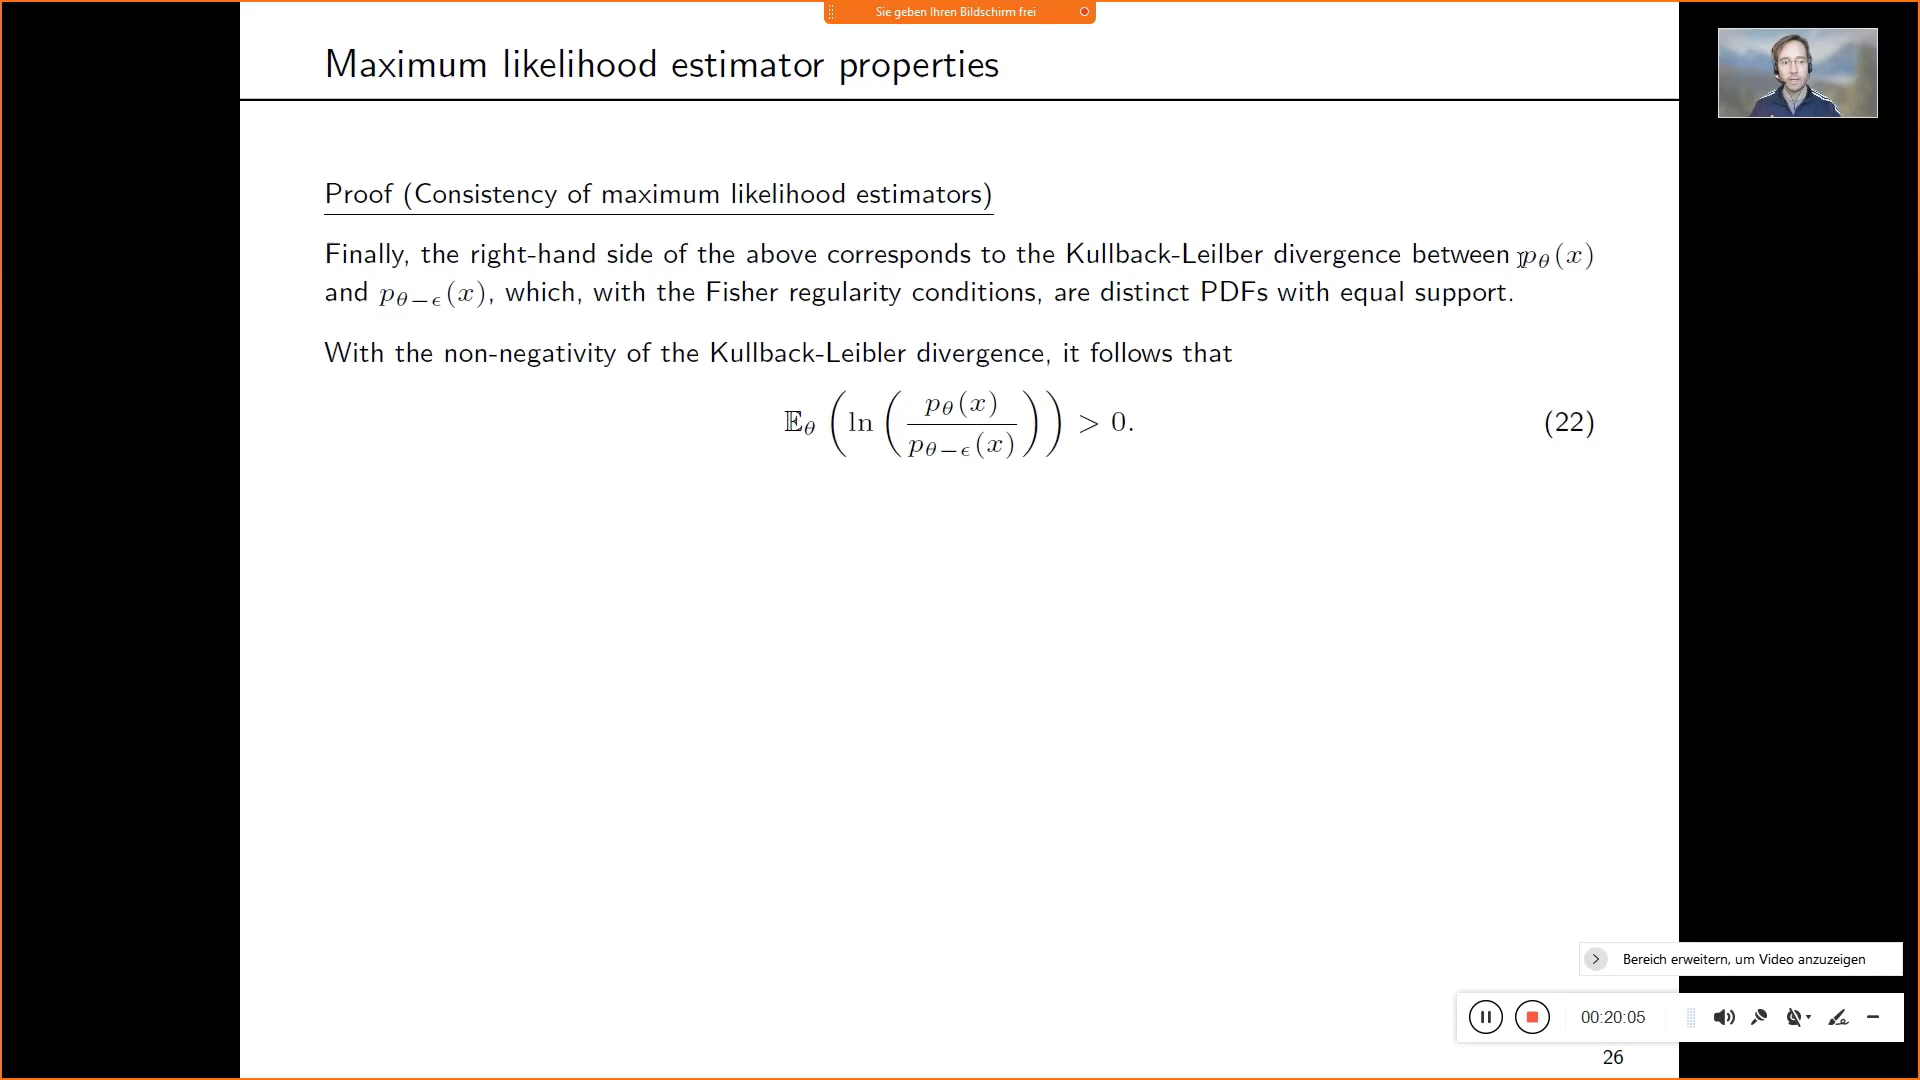 Sie geben Ihren Bildschirm frei
Maximum likelihood estimator properties
Proof (Consistency of maximum likelihood estimators)
Finally, the right-hand side of the above corresponds to the Kullback-Leilber divergence between p_θ(x)
and p_{θ−ϵ}(x), which, with the Fisher regularity conditions, are distinct PDFs with equal support.
With the non-negativity of the Kullback-Leibler divergence, it follows that
𝔼_θ (ln (p_θ(x) / p_{θ−ϵ}(x))) > 0. (22)
Bereich erweitern, um Video anzuzeigen
00:20:05
26